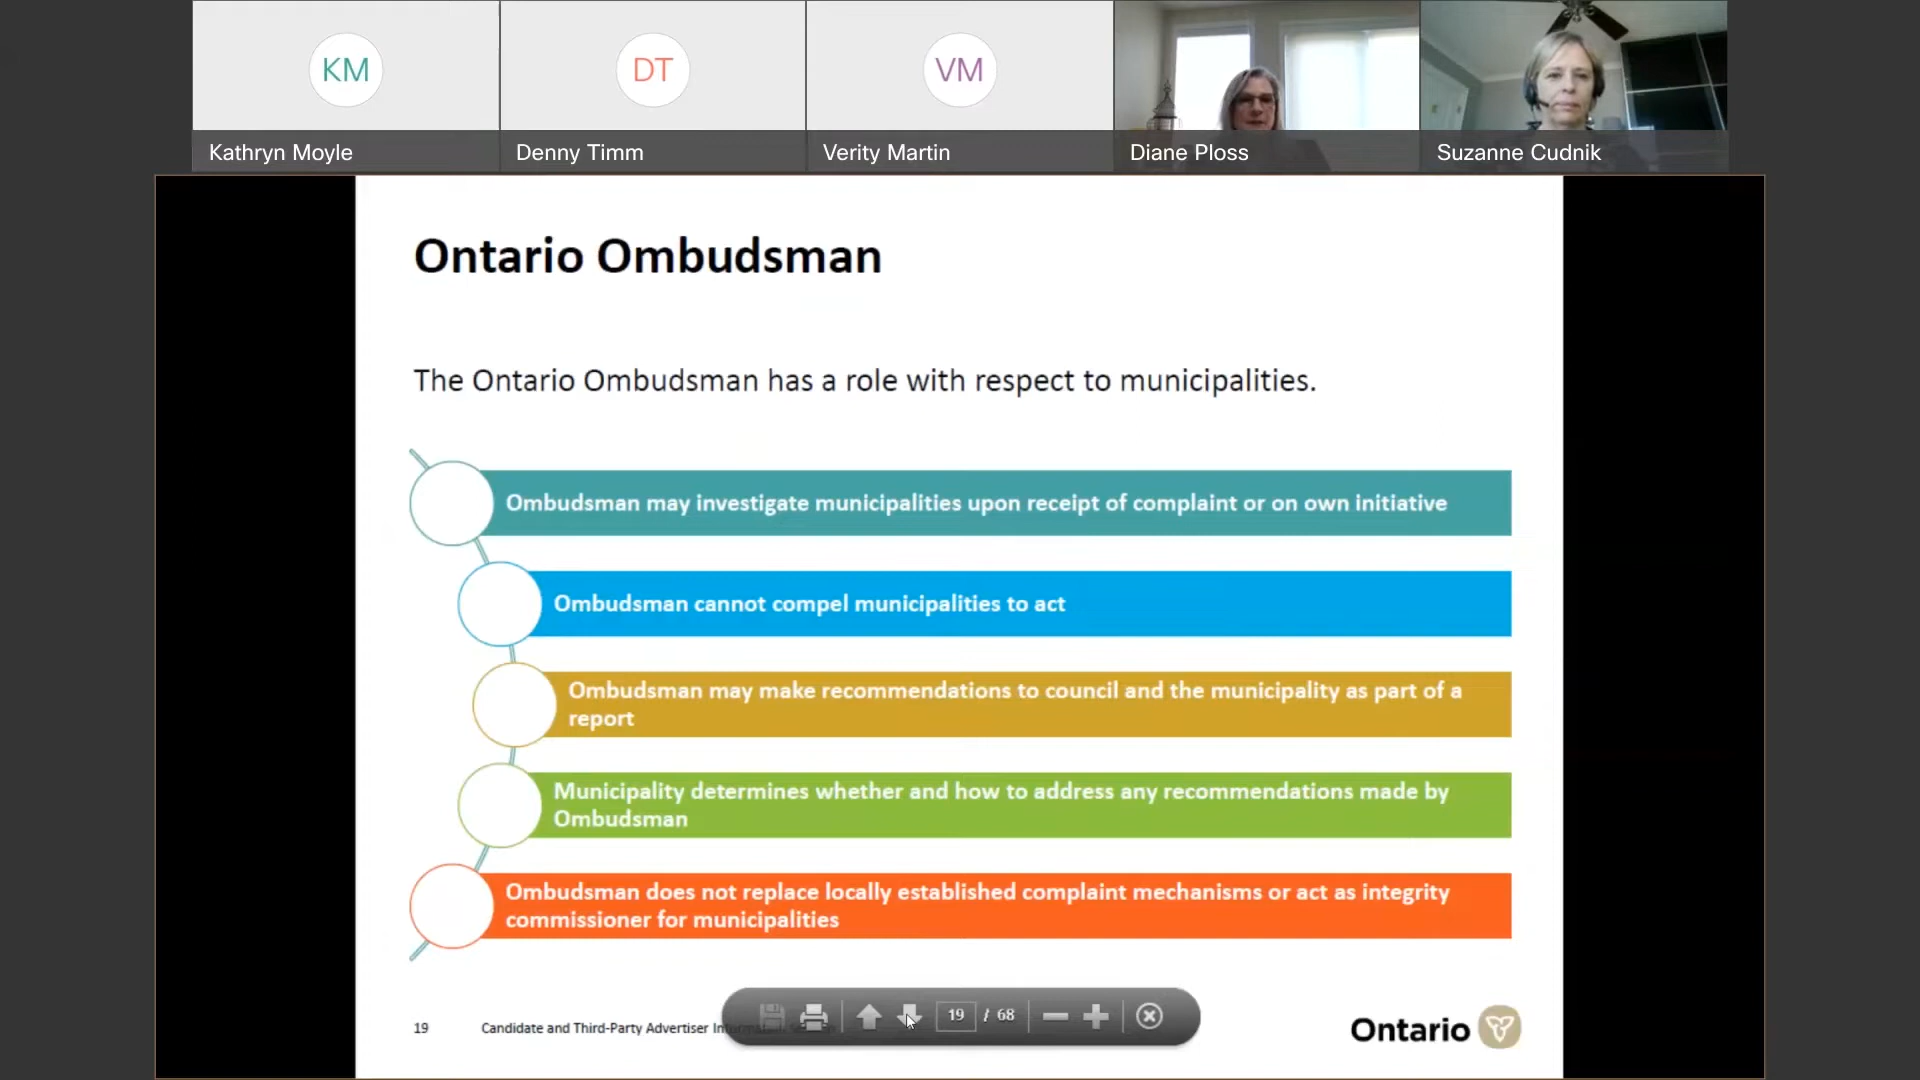 KM
DT
VM
Kathryn Moyle
Denny Timm
Verity Martin
Diane Ploss
Suzanne Cudnik
Ontario Ombudsman
The Ontario Ombudsman has a role with respect to municipalities.
Ombudsman may investigate municipalities upon receipt of complaint or on own initiative
Ombudsman cannot compel municipalities to act
Ombudsman may make recommendations to council and the municipality as part of a
report
Municipality determines whether and how to address any recommendations made by
Ombudsman
Ombudsman does not replace locally established complaint mechanisms or act as integrity
commissioner for municipalities
19
Candidate and Third-Party Advertiser
19 / 68
Ontario